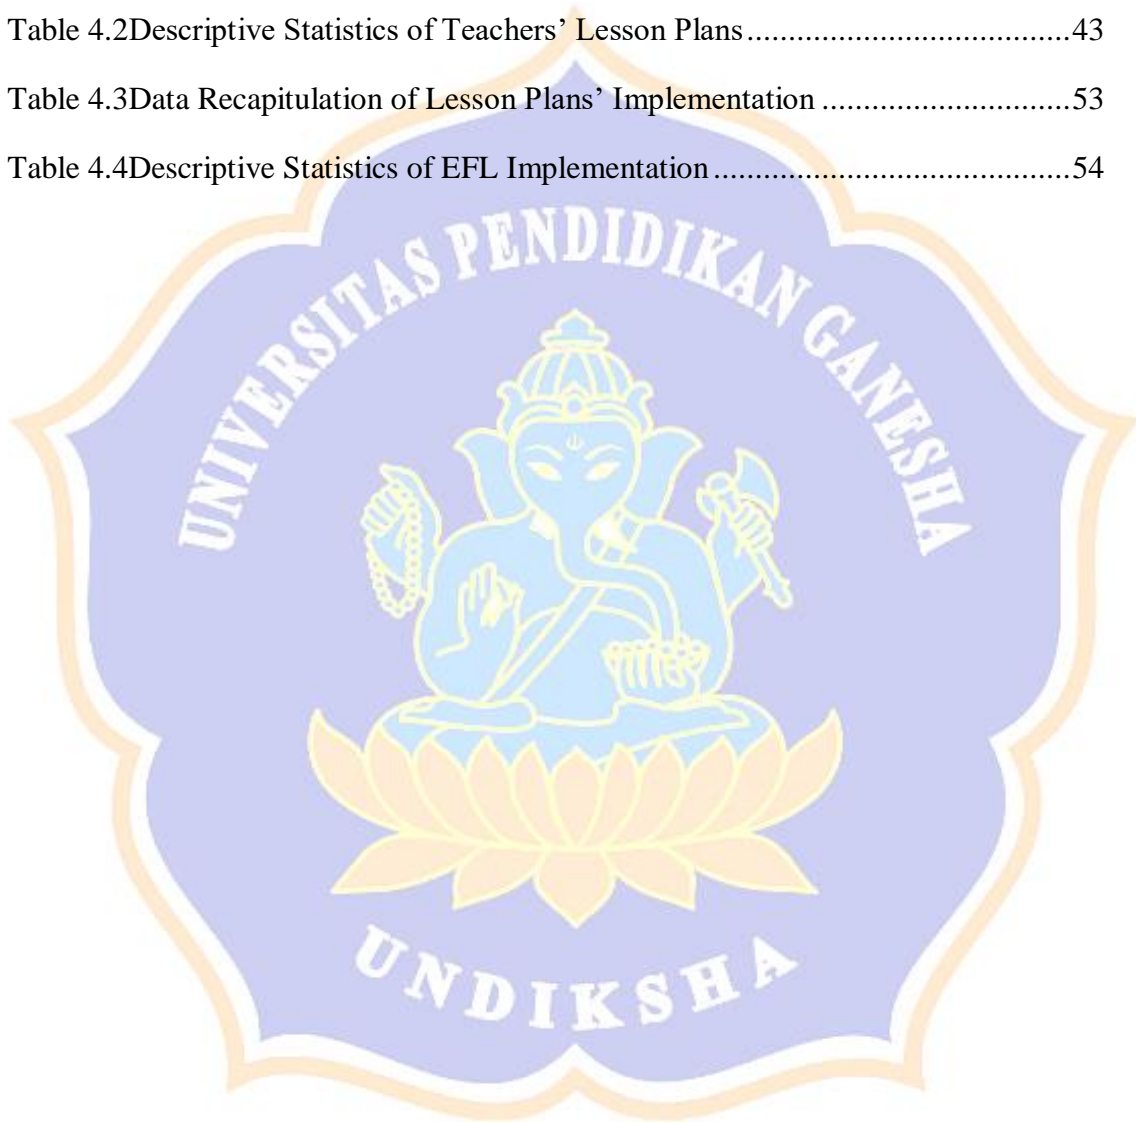 Table 4.2Descriptive Statistics of Teachers’ Lesson Plans.......................................43
Table 4.3Data Recapitulation of Lesson Plans’ Implementation ..............................53
Table 4.4Descriptive Statistics of EFL Implementation...........................................54
UNIVERSITAS PENDIDIKAN GANESHA
UNDIKSHA